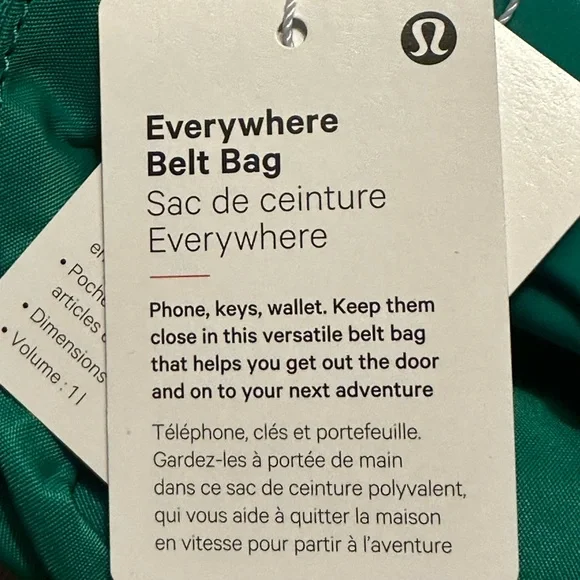 Everywhere
Belt Bag
Sac de ceinture
Everywhere
Phone, keys, wallet. Keep them
close in this versatile belt bag
that helps you get out the door
and on to your next adventure
Téléphone, clés et portefeuille.
Gardez-les à portée de main
dans ce sac de ceinture polyvalent,
qui vous aide à quitter la maison
en vitesse pour partir à l'aventure
• Poch
articles
• Dimensions
• Volume : 1 l